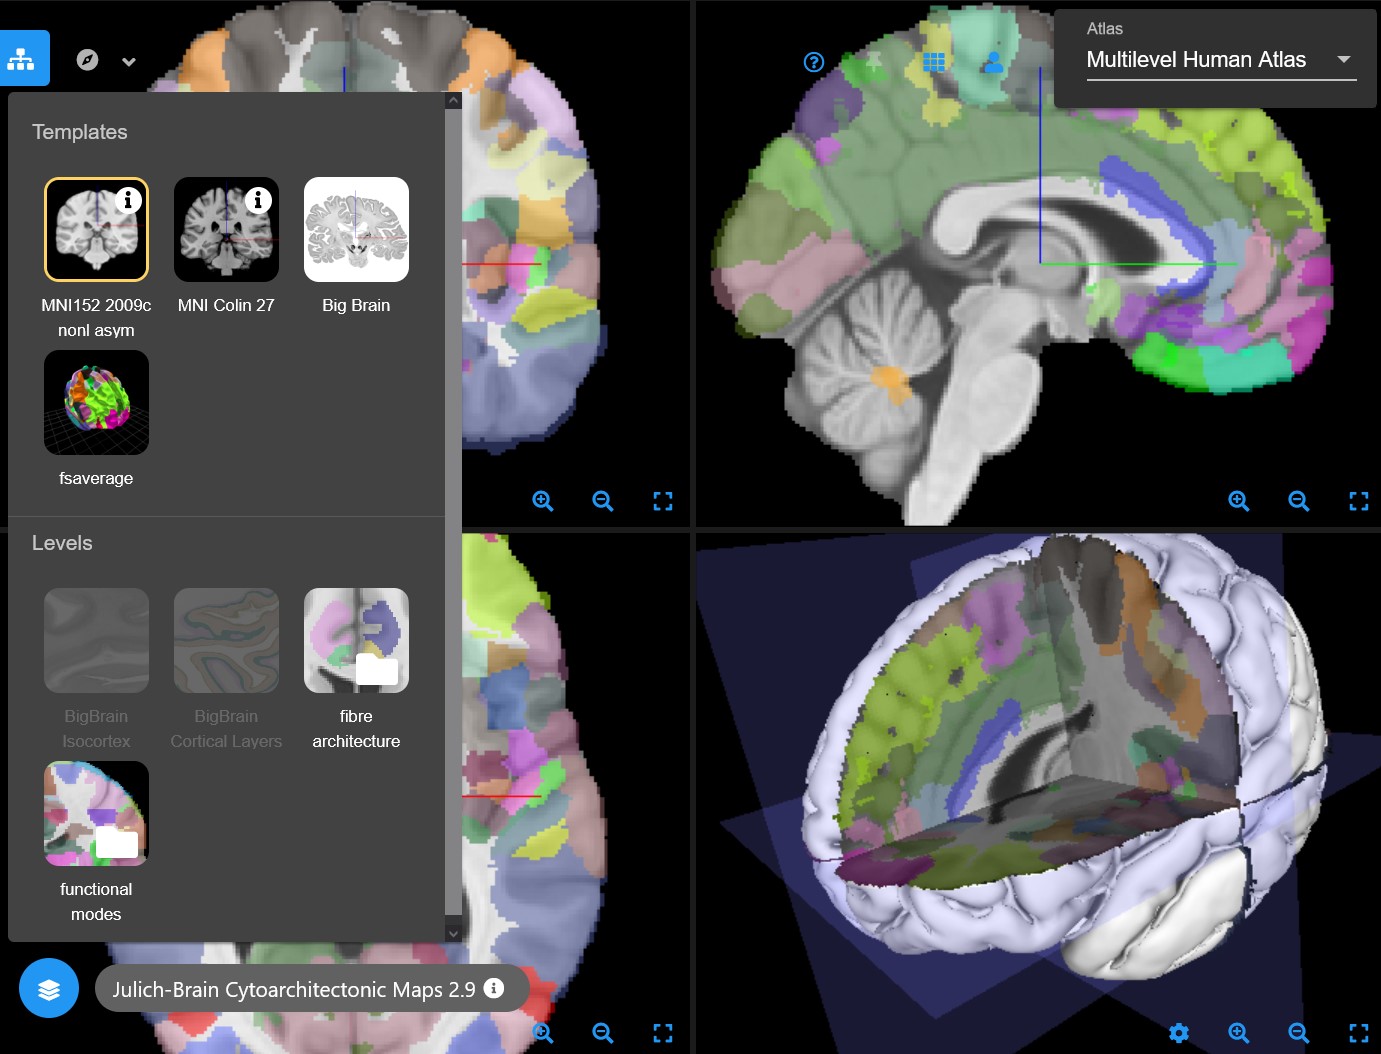 Atlas
Multilevel Human Atlas
Templates
MNI152 2009c
nonl asym
MNI Colin 27
Big Brain
fsaverage
Levels
BigBrain
Isocortex
BigBrain
Cortical Layers
fibre
architecture
functional
modes
Julich-Brain Cytoarchitectonic Maps 2.9